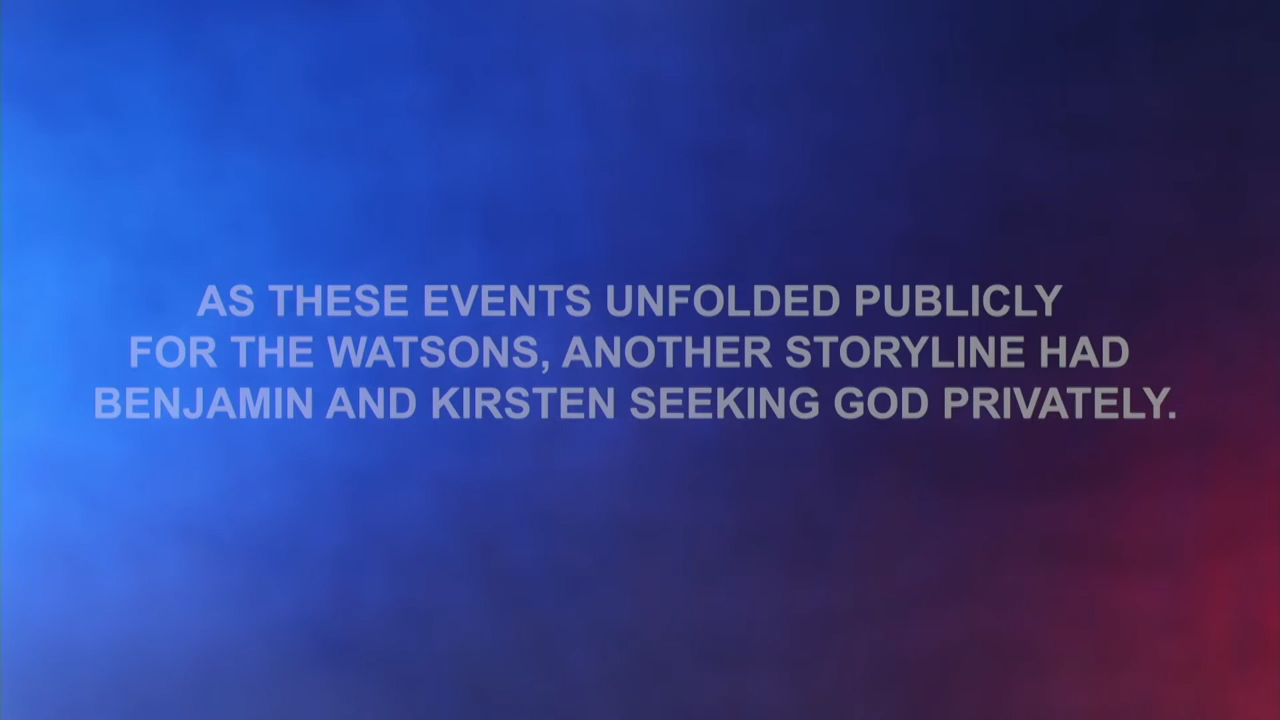 AS THESE EVENTS UNFOLDED PUBLICLY
FOR THE WATSONS, ANOTHER STORYLINE HAD
BENJAMIN AND KIRSTEN SEEKING GOD PRIVATELY.